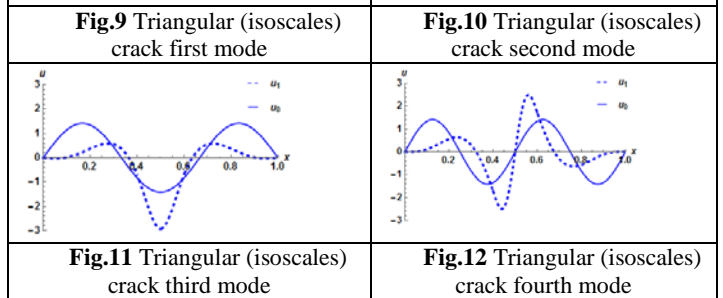 Fig.9 Triangular (isoscales)
crack first mode
Fig.10 Triangular (isoscales)
crack second mode
u
3
2
1
0
-1
-2
-3
0.2
0.4
0.6
0.8
1.0
x
u1
u0
u
3
2
1
0
-1
-2
-3
0.2
0.4
0.6
0.8
1.0
x
u1
u0
Fig.11 Triangular (isoscales)
crack third mode
Fig.12 Triangular (isoscales)
crack fourth mode